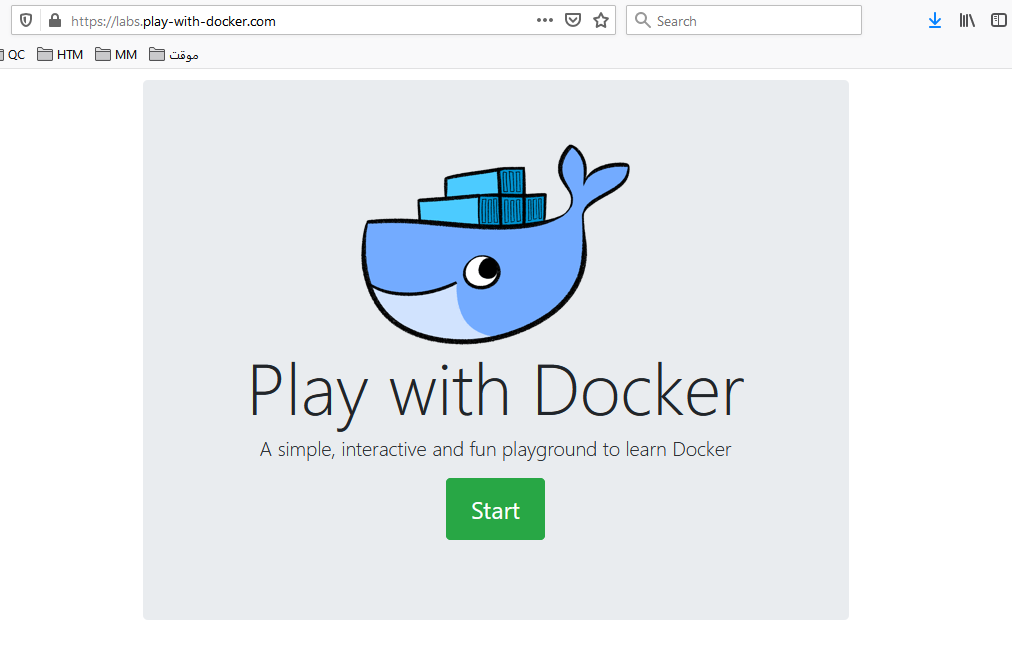 https://labs.play-with-docker.com
Search
QC
HTM
MM
موقت
Play with Docker
A simple, interactive and fun playground to learn Docker
Start